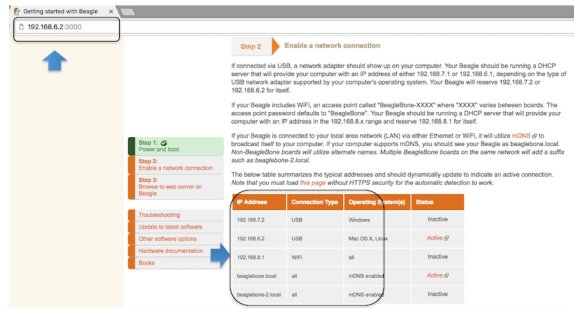 Getting started with Beagle
192.168.6.2:3000
Step 2
Enable a network connection
If connected via USB, a network adapter should show up on your computer. Your Beagle should be running a DHCP
server that will provide your computer with an IP address of either 192.168.7.1 or 192.168.6.1, depending on the type of
USB network adapter supported by your computer's operating system. Your Beagle will reserve 192.168.7.2 or
192.168.6.2 for itself.
If your Beagle includes WiFi, an access point called "BeagleBone-XXXX" where "XXXX" varies between boards. The
access point password defaults to "BeagleBone". Your Beagle should be running a DHCP server that will provide your
computer with an IP address in the 192.168.8.x range and reserve 192.168.8.1 for itself.
If your Beagle is connected to your local area network (LAN) via either Ethernet or WiFi, it will utilize mDNS to
broadcast itself to your computer. If your computer supports mDNS, you should see your Beagle as beaglebone.local.
Non-BeagleBone boards will utilize alternate names. Multiple BeagleBone boards on the same network will add a suffix
such as beaglebone-2.local.
The below table summarizes the typical addresses and should dynamically update to indicate an active connection.
Note that you must load this page without HTTPS security for the automatic detection to work.
Step 1:
Power and boot
Step 2:
Enable a network connection
Step 3:
Browse to web server on
Beagle
Troubleshooting
Update to latest software
Other software options
Hardware documentation
Books
IP Address Connection Type Operating System(s) Status
192.168.7.2 USB Windows Inactive
192.168.6.2 USB Mac OS X, Linux Active
192.168.8.1 WiFi all Inactive
beaglebone.local all mDNS enabled Active
beaglebone-2.local all mDNS enabled Inactive